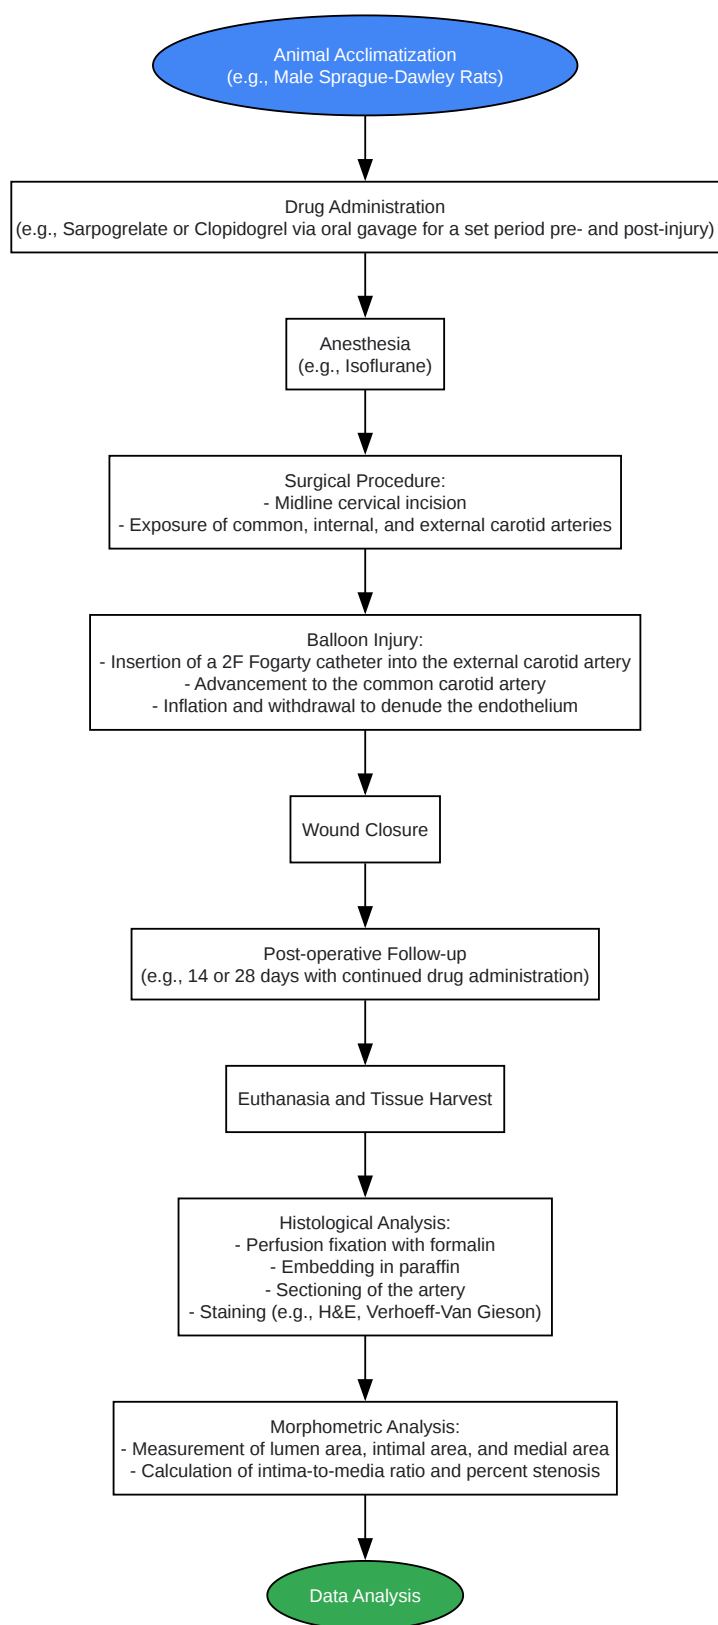 Animal Acclimatization
(e.g., Male Sprague-Dawley Rats)
Drug Administration
(e.g., Sarpogrelate or Clopidogrel via oral gavage for a set period pre- and post-injury)
Anesthesia
(e.g., Isoflurane)
Surgical Procedure:
- Midline cervical incision
- Exposure of common, internal, and external carotid arteries
Balloon Injury:
- Insertion of a 2F Fogarty catheter into the external carotid artery
- Advancement to the common carotid artery
- Inflation and withdrawal to denude the endothelium
Wound Closure
Post-operative Follow-up
(e.g., 14 or 28 days with continued drug administration)
Euthanasia and Tissue Harvest
Histological Analysis:
- Perfusion fixation with formalin
- Embedding in paraffin
- Sectioning of the artery
- Staining (e.g., H&E, Verhoeff-Van Gieson)
Morphometric Analysis:
- Measurement of lumen area, intimal area, and medial area
- Calculation of intima-to-media ratio and percent stenosis
Data Analysis